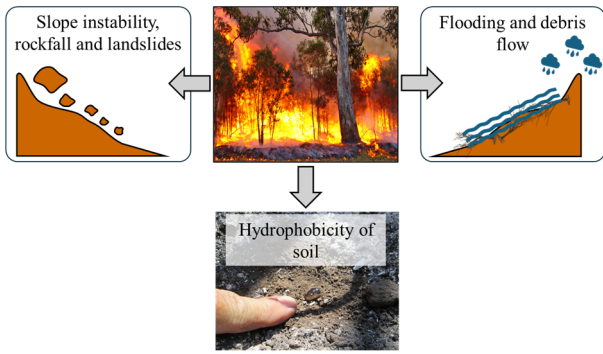 Slope instability,
rockfall and landslides
Flooding and debris
flow
Hydrophobicity of
soil